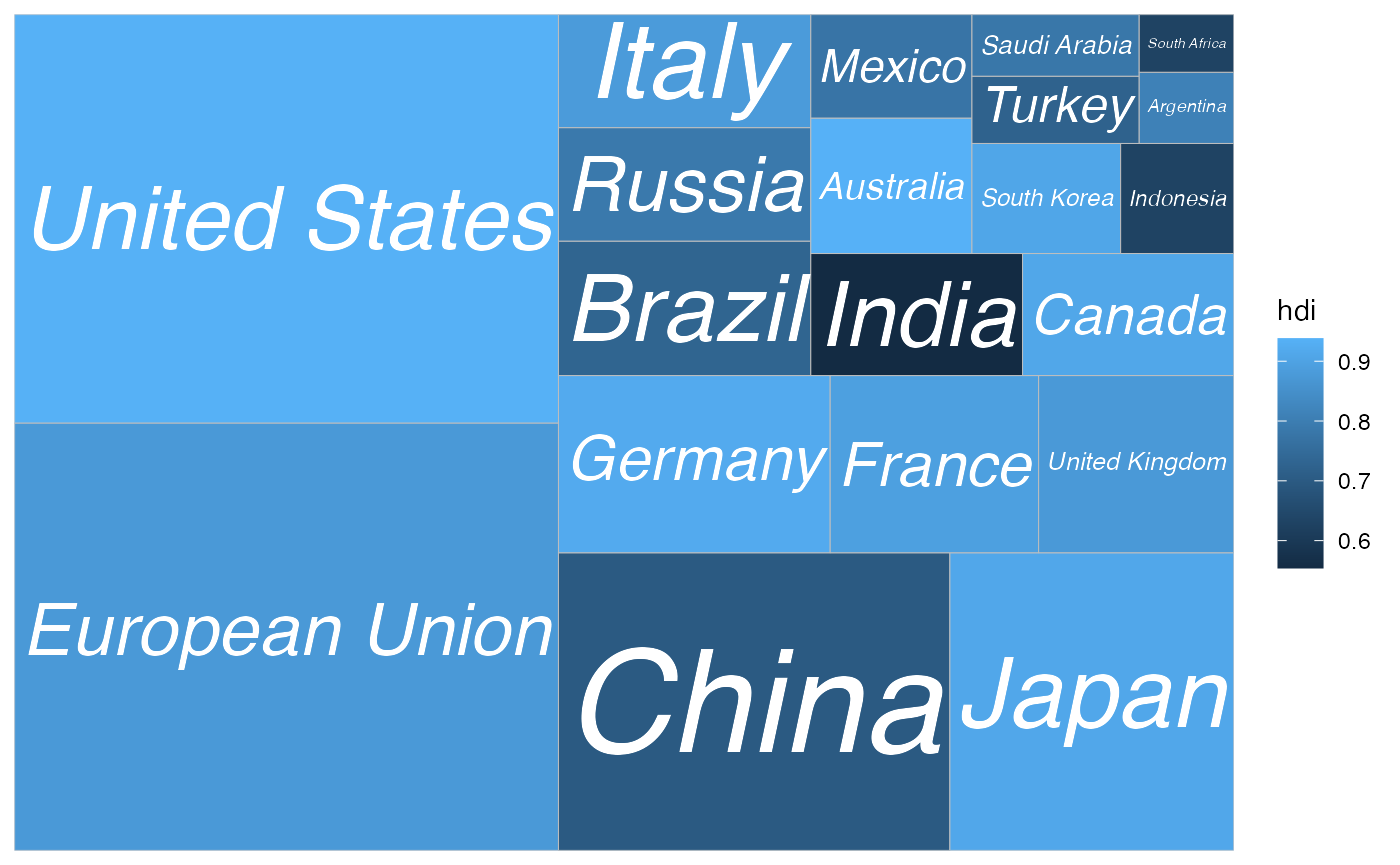 United States
European Union
Italy
Russia
Brazil
Mexico
Australia
Saudi Arabia
Turkey
South Africa
Argentina
South Korea
Indonesia
India
Canada
Germany
France
United Kingdom
China
Japan
hdi
0.9
0.8
0.7
0.6